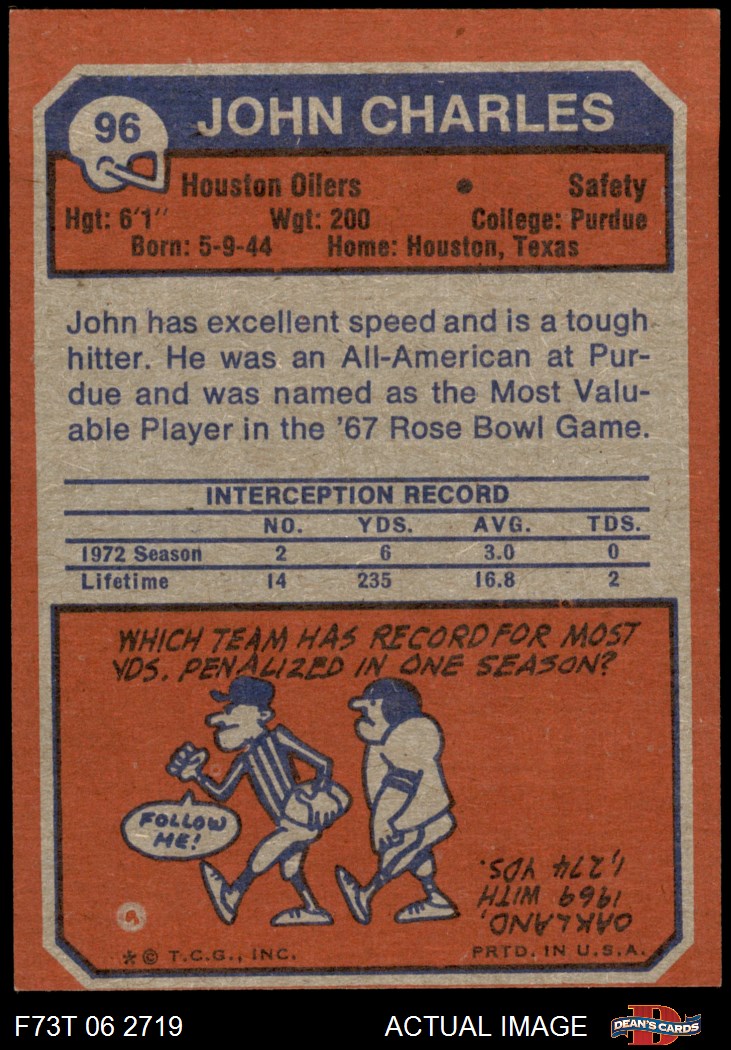 96
JOHN CHARLES
Houston Oilers • Safety
Hgt: 6'1" Wgt: 200 College: Purdue
Born: 5-9-44 Home: Houston, Texas
John has excellent speed and is a tough
hitter. He was an All-American at Pur-
due and was named as the Most Valu-
able Player in the '67 Rose Bowl Game.
INTERCEPTION RECORD
NO. YDS. AVG. TDS.
1972 Season 2 6 3.0 0
Lifetime 14 235 16.8 2
WHICH TEAM HAS RECORD FOR MOST
YDS. PENALIZED IN ONE SEASON?
FOLLOW
ME!
OAKLAND,
1969 WITH
1,274 YDS.
* © T.C.G., INC. PRTD. IN U.S.A.
F73T 06 2719 ACTUAL IMAGE DEAN'S CARDS